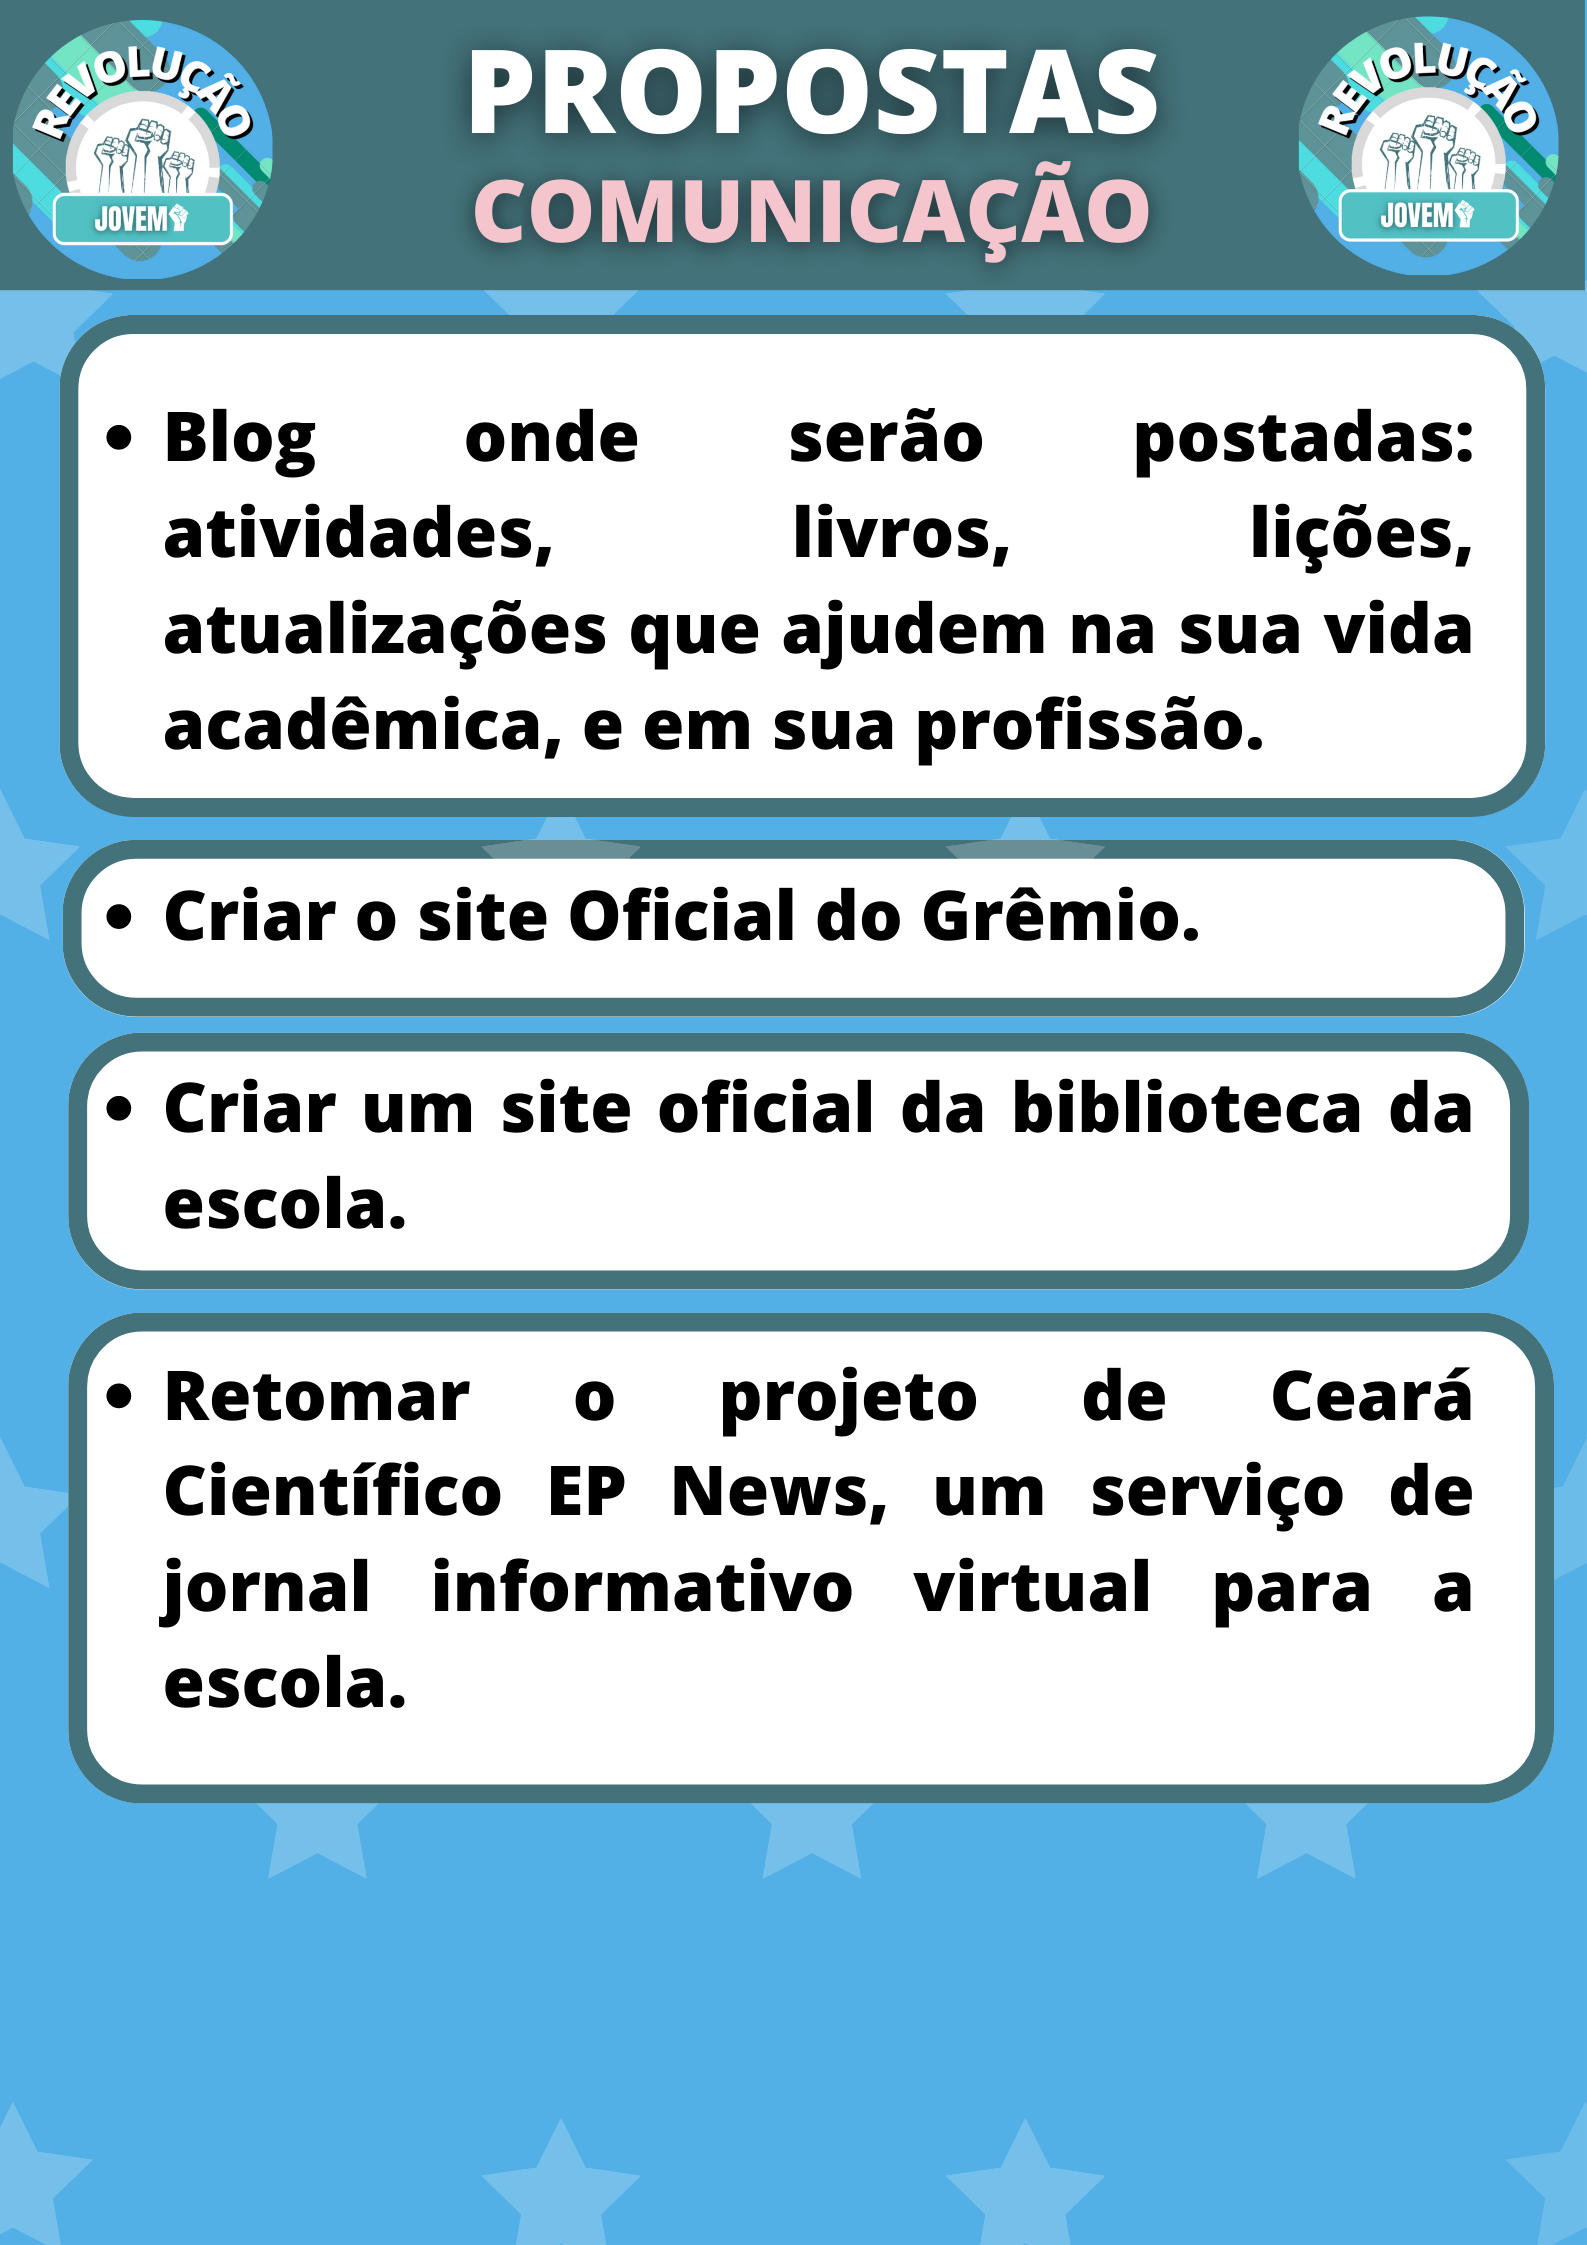 REVOLUÇÃO
JOVEM
PROPOSTAS
COMUNICAÇÃO
REVOLUÇÃO
JOVEM
• Blog onde serão postadas:
atividades, livros, lições,
atualizações que ajudem na sua vida
acadêmica, e em sua profissão.
• Criar o site Oficial do Grêmio.
• Criar um site oficial da biblioteca da
escola.
• Retomar o projeto de Ceará
Científico EP News, um serviço de
jornal informativo virtual para a
escola.